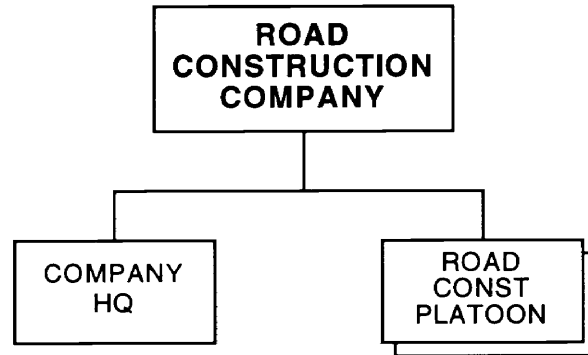 ROAD
CONSTRUCTION
COMPANY
COMPANY
HQ
ROAD
CONST
PLATOON